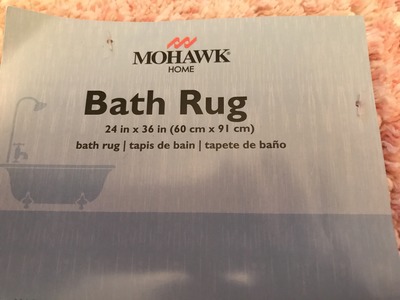 MOHAWK®
HOME
Bath Rug
24 in x 36 in (60 cm x 91 cm)
bath rug | tapis de bain | tapete de baño